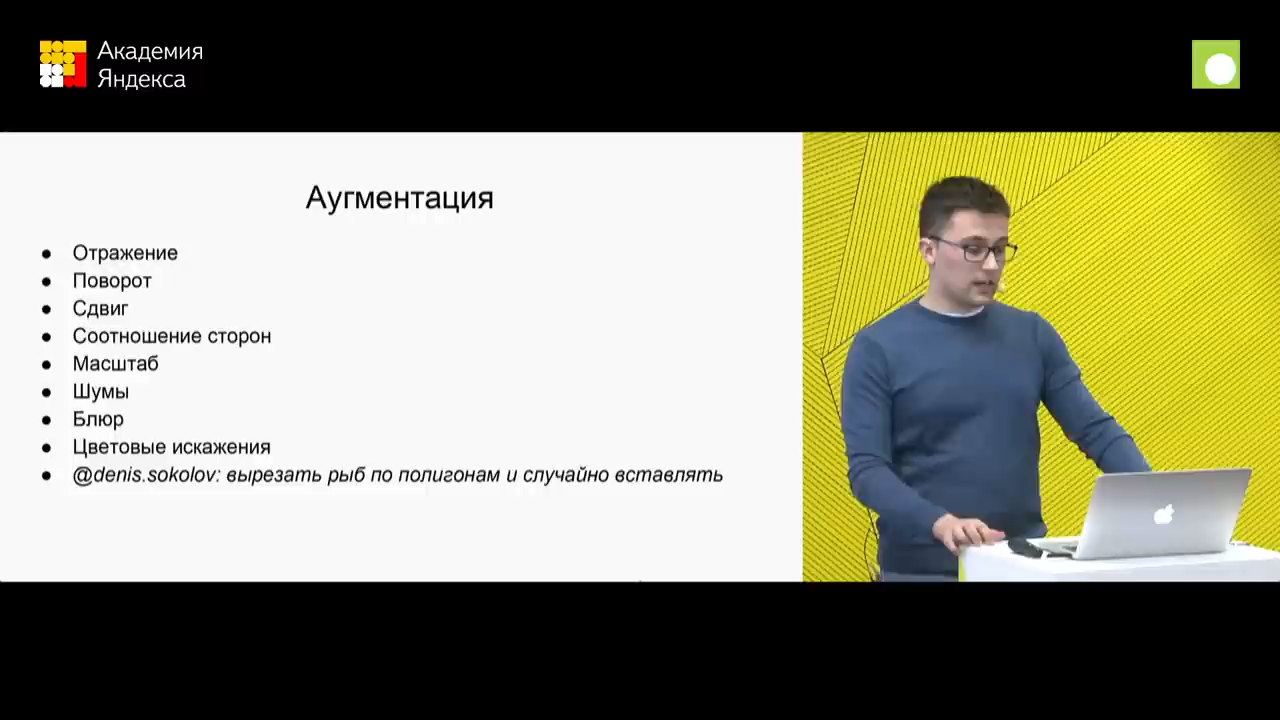 Академия
Яндекса
Аугментация
● Отражение
● Поворот
● Сдвиг
● Соотношение сторон
● Масштаб
● Шумы
● Блюр
● Цветовые искажения
● @denis.sokolov: вырезать рыб по полигонам и случайно вставлять